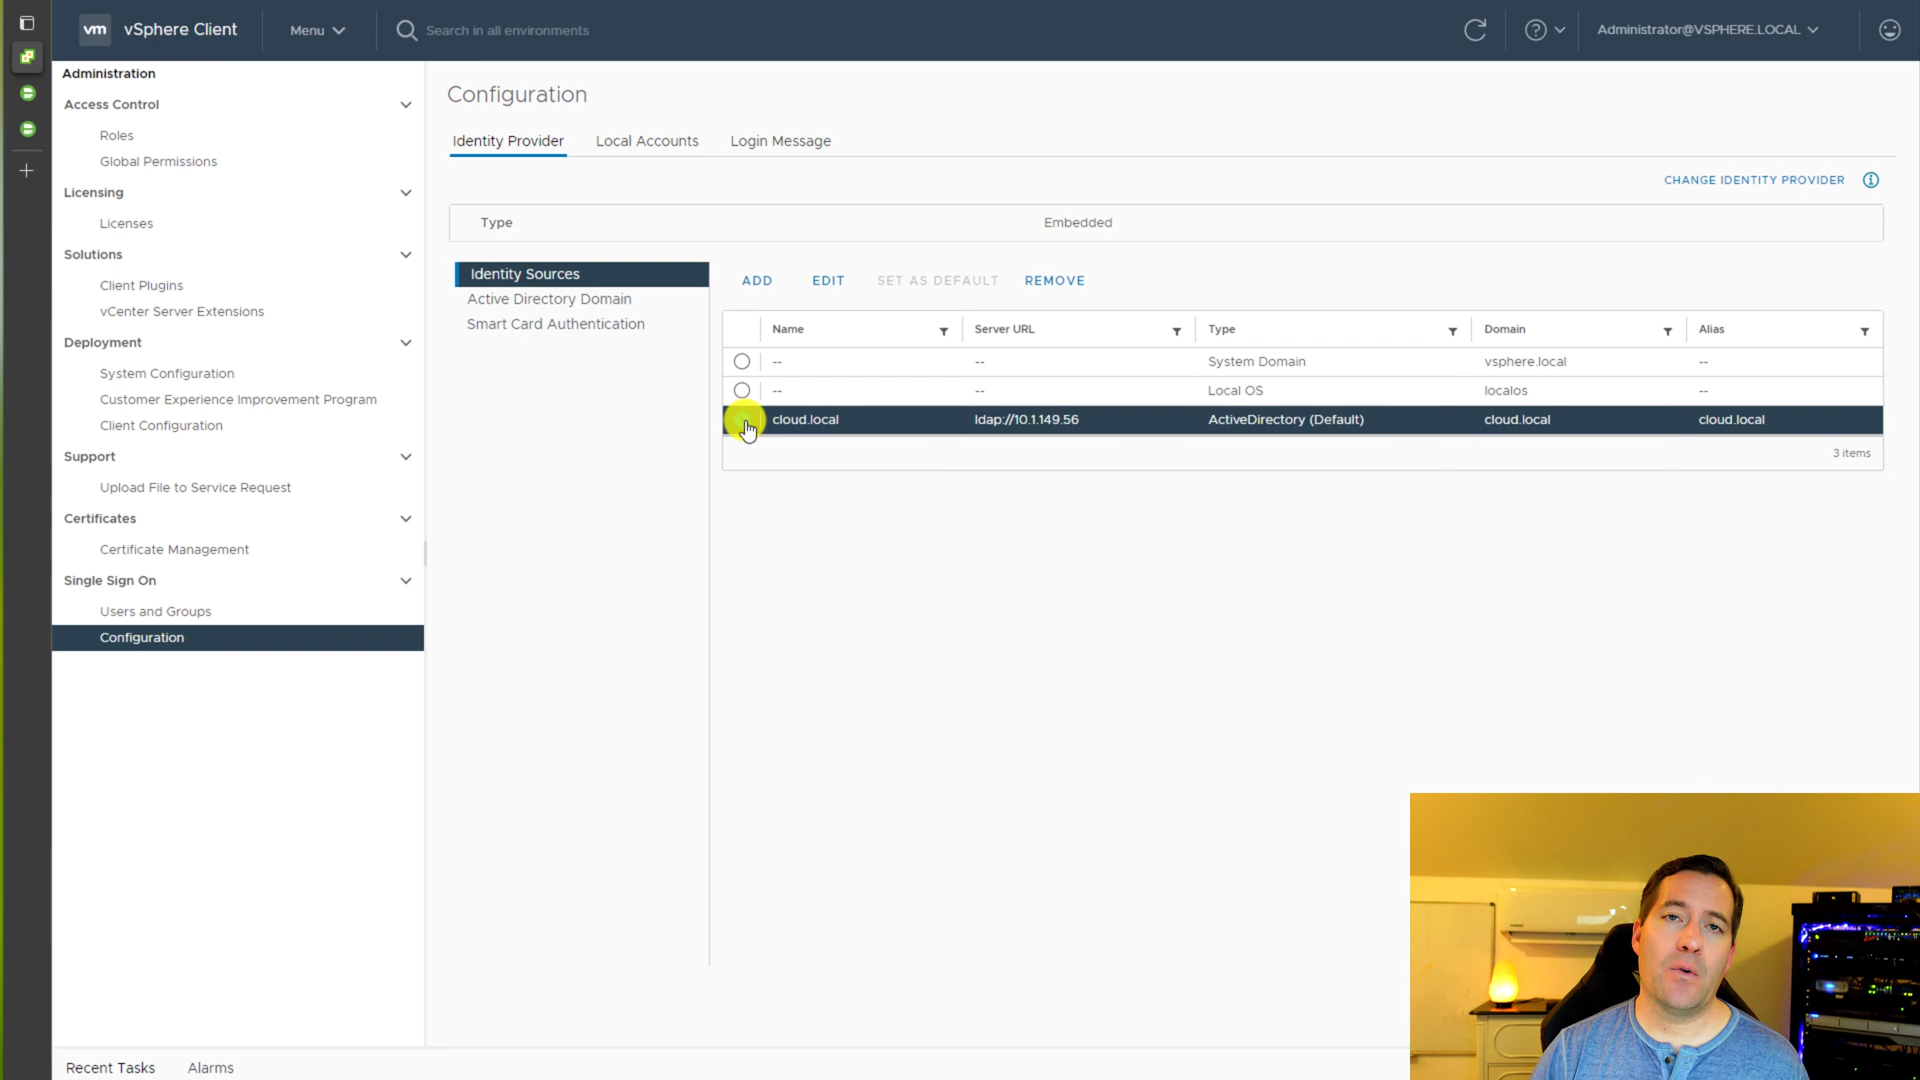 vm vSphere Client Menu Search in all environments Administrator@VSPHERE.LOCAL
Administration
Access Control
Roles
Global Permissions
Licensing
Licenses
Solutions
Client Plugins
vCenter Server Extensions
Deployment
System Configuration
Customer Experience Improvement Program
Client Configuration
Support
Upload File to Service Request
Certificates
Certificate Management
Single Sign On
Users and Groups
Configuration
Configuration
Identity Provider Local Accounts Login Message
CHANGE IDENTITY PROVIDER
Type Embedded
Identity Sources
Active Directory Domain
Smart Card Authentication
ADD EDIT SET AS DEFAULT REMOVE
Name Server URL Type Domain Alias
-- -- System Domain vsphere.local --
-- -- Local OS localos --
cloud.local ldap://10.1.149.56 ActiveDirectory (Default) cloud.local cloud.local
3 items
Recent Tasks Alarms